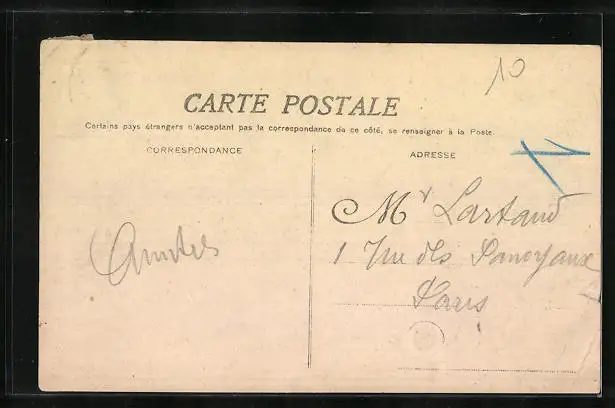 10
CARTE POSTALE
Certains pays étrangers n'acceptant pas la correspondance de ce côté, se renseigner à la Poste.
CORRESPONDANCE
ADRESSE
Mr Lartaud
1 Rue des Panoyaux
Paris
Amitiés